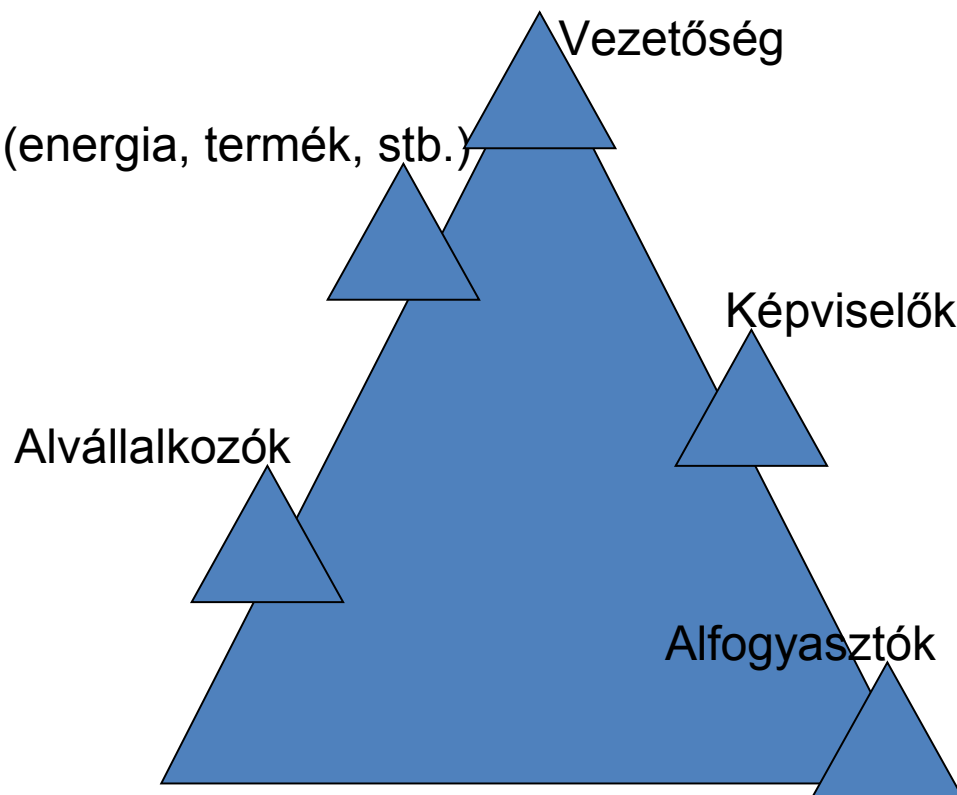 Vezetőség
(energia, termék, stb.)
Képviselők
Alvállalkozók
Alfogyasztók